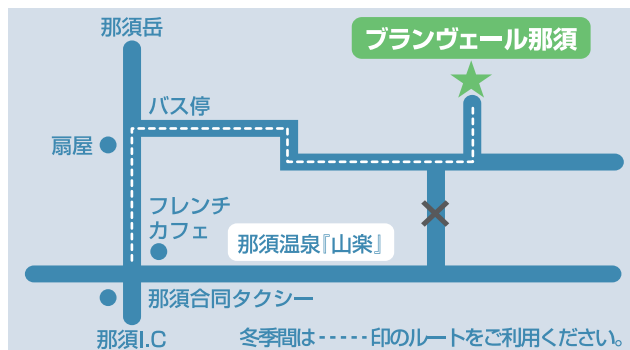 那須岳
ブランヴェール那須
バス停
扇屋
フレンチ
カフェ
那須温泉『山楽』
那須合同タクシー
那須I.C
冬季間は-----印のルートをご利用ください。